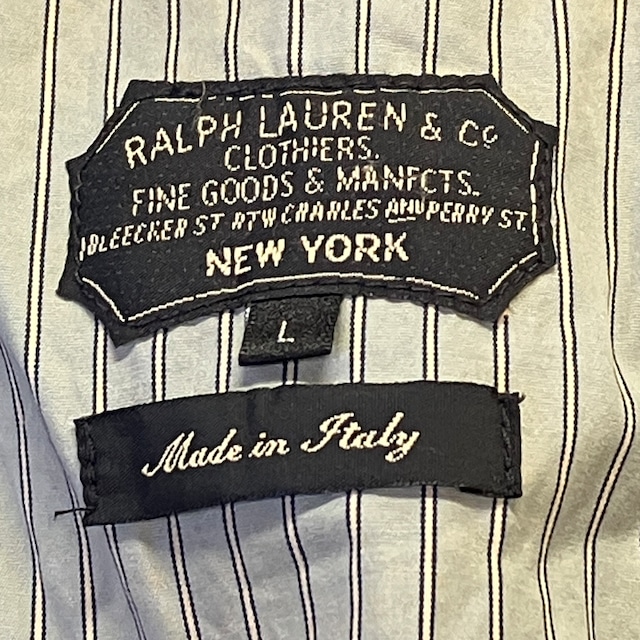 RALPH LAUREN & Co
CLOTHIERS.
FINE GOODS & MANFCTS.
BLEECKER ST BTW CHARLES AND PERRY ST.
NEW YORK
L
Made in Italy